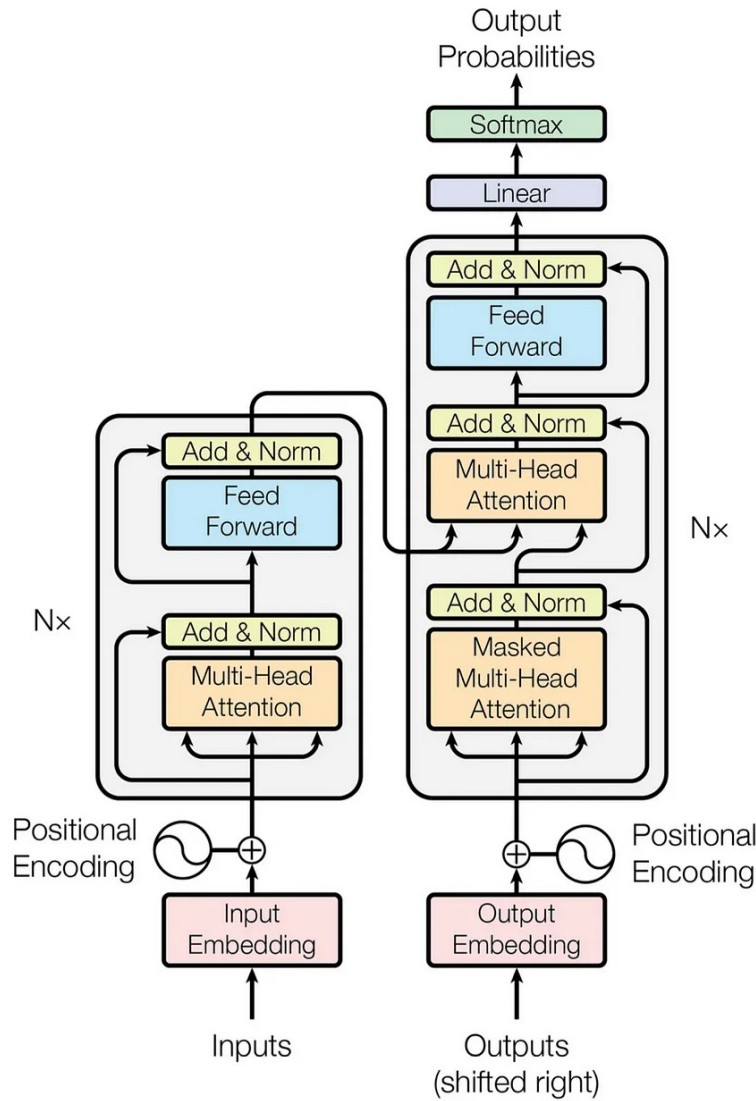 Output
Probabilities
Softmax
Linear
Add & Norm
Feed
Forward
Add & Norm
Multi-Head
Attention
Add & Norm
Masked
Multi-Head
Attention
Nx
Add & Norm
Feed
Forward
Add & Norm
Multi-Head
Attention
Nx
Positional
Encoding
Positional
Encoding
Input
Embedding
Output
Embedding
Inputs
Outputs
(shifted right)